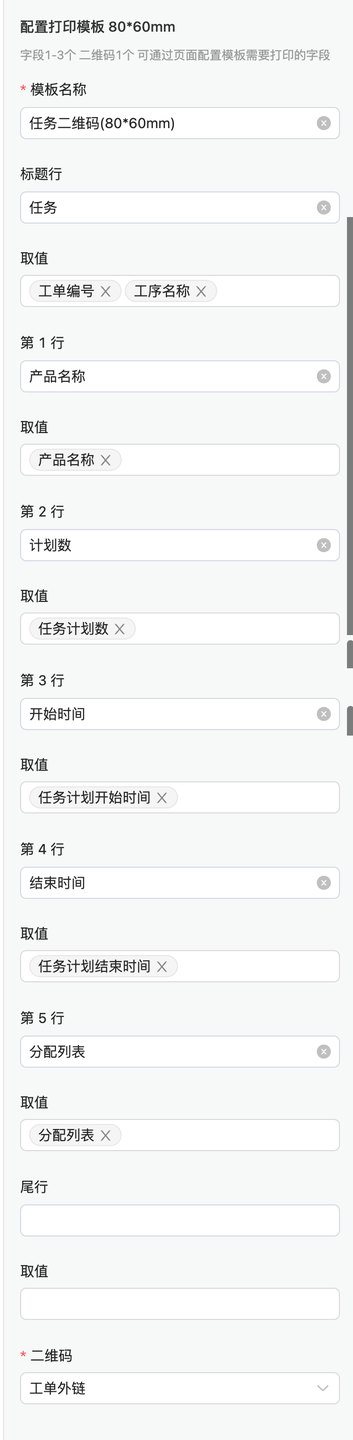 配置打印模板 80*60mm
字段1-3个 二维码1个 可通过页面配置模板需要打印的字段
* 模板名称
任务二维码(80*60mm)
标题行
任务
取值
工单编号 工序名称
第 1 行
产品名称
取值
产品名称
第 2 行
计划数
取值
任务计划数
第 3 行
开始时间
取值
任务计划开始时间
第 4 行
结束时间
取值
任务计划结束时间
第 5 行
分配列表
取值
分配列表
尾行
取值
* 二维码
工单外链